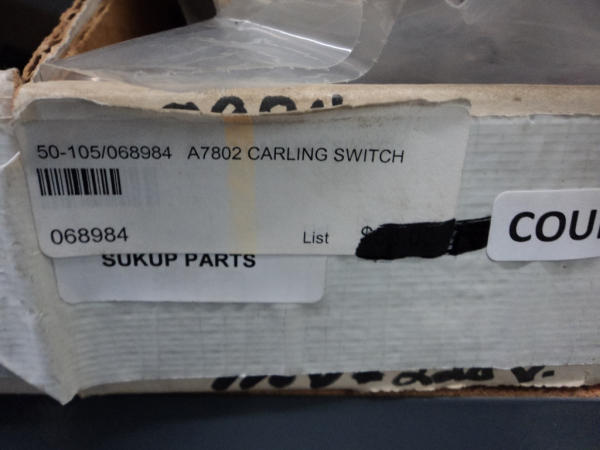 50-105/068984 A7802 CARLING SWITCH
068984 List $
COU
SUKUP PARTS